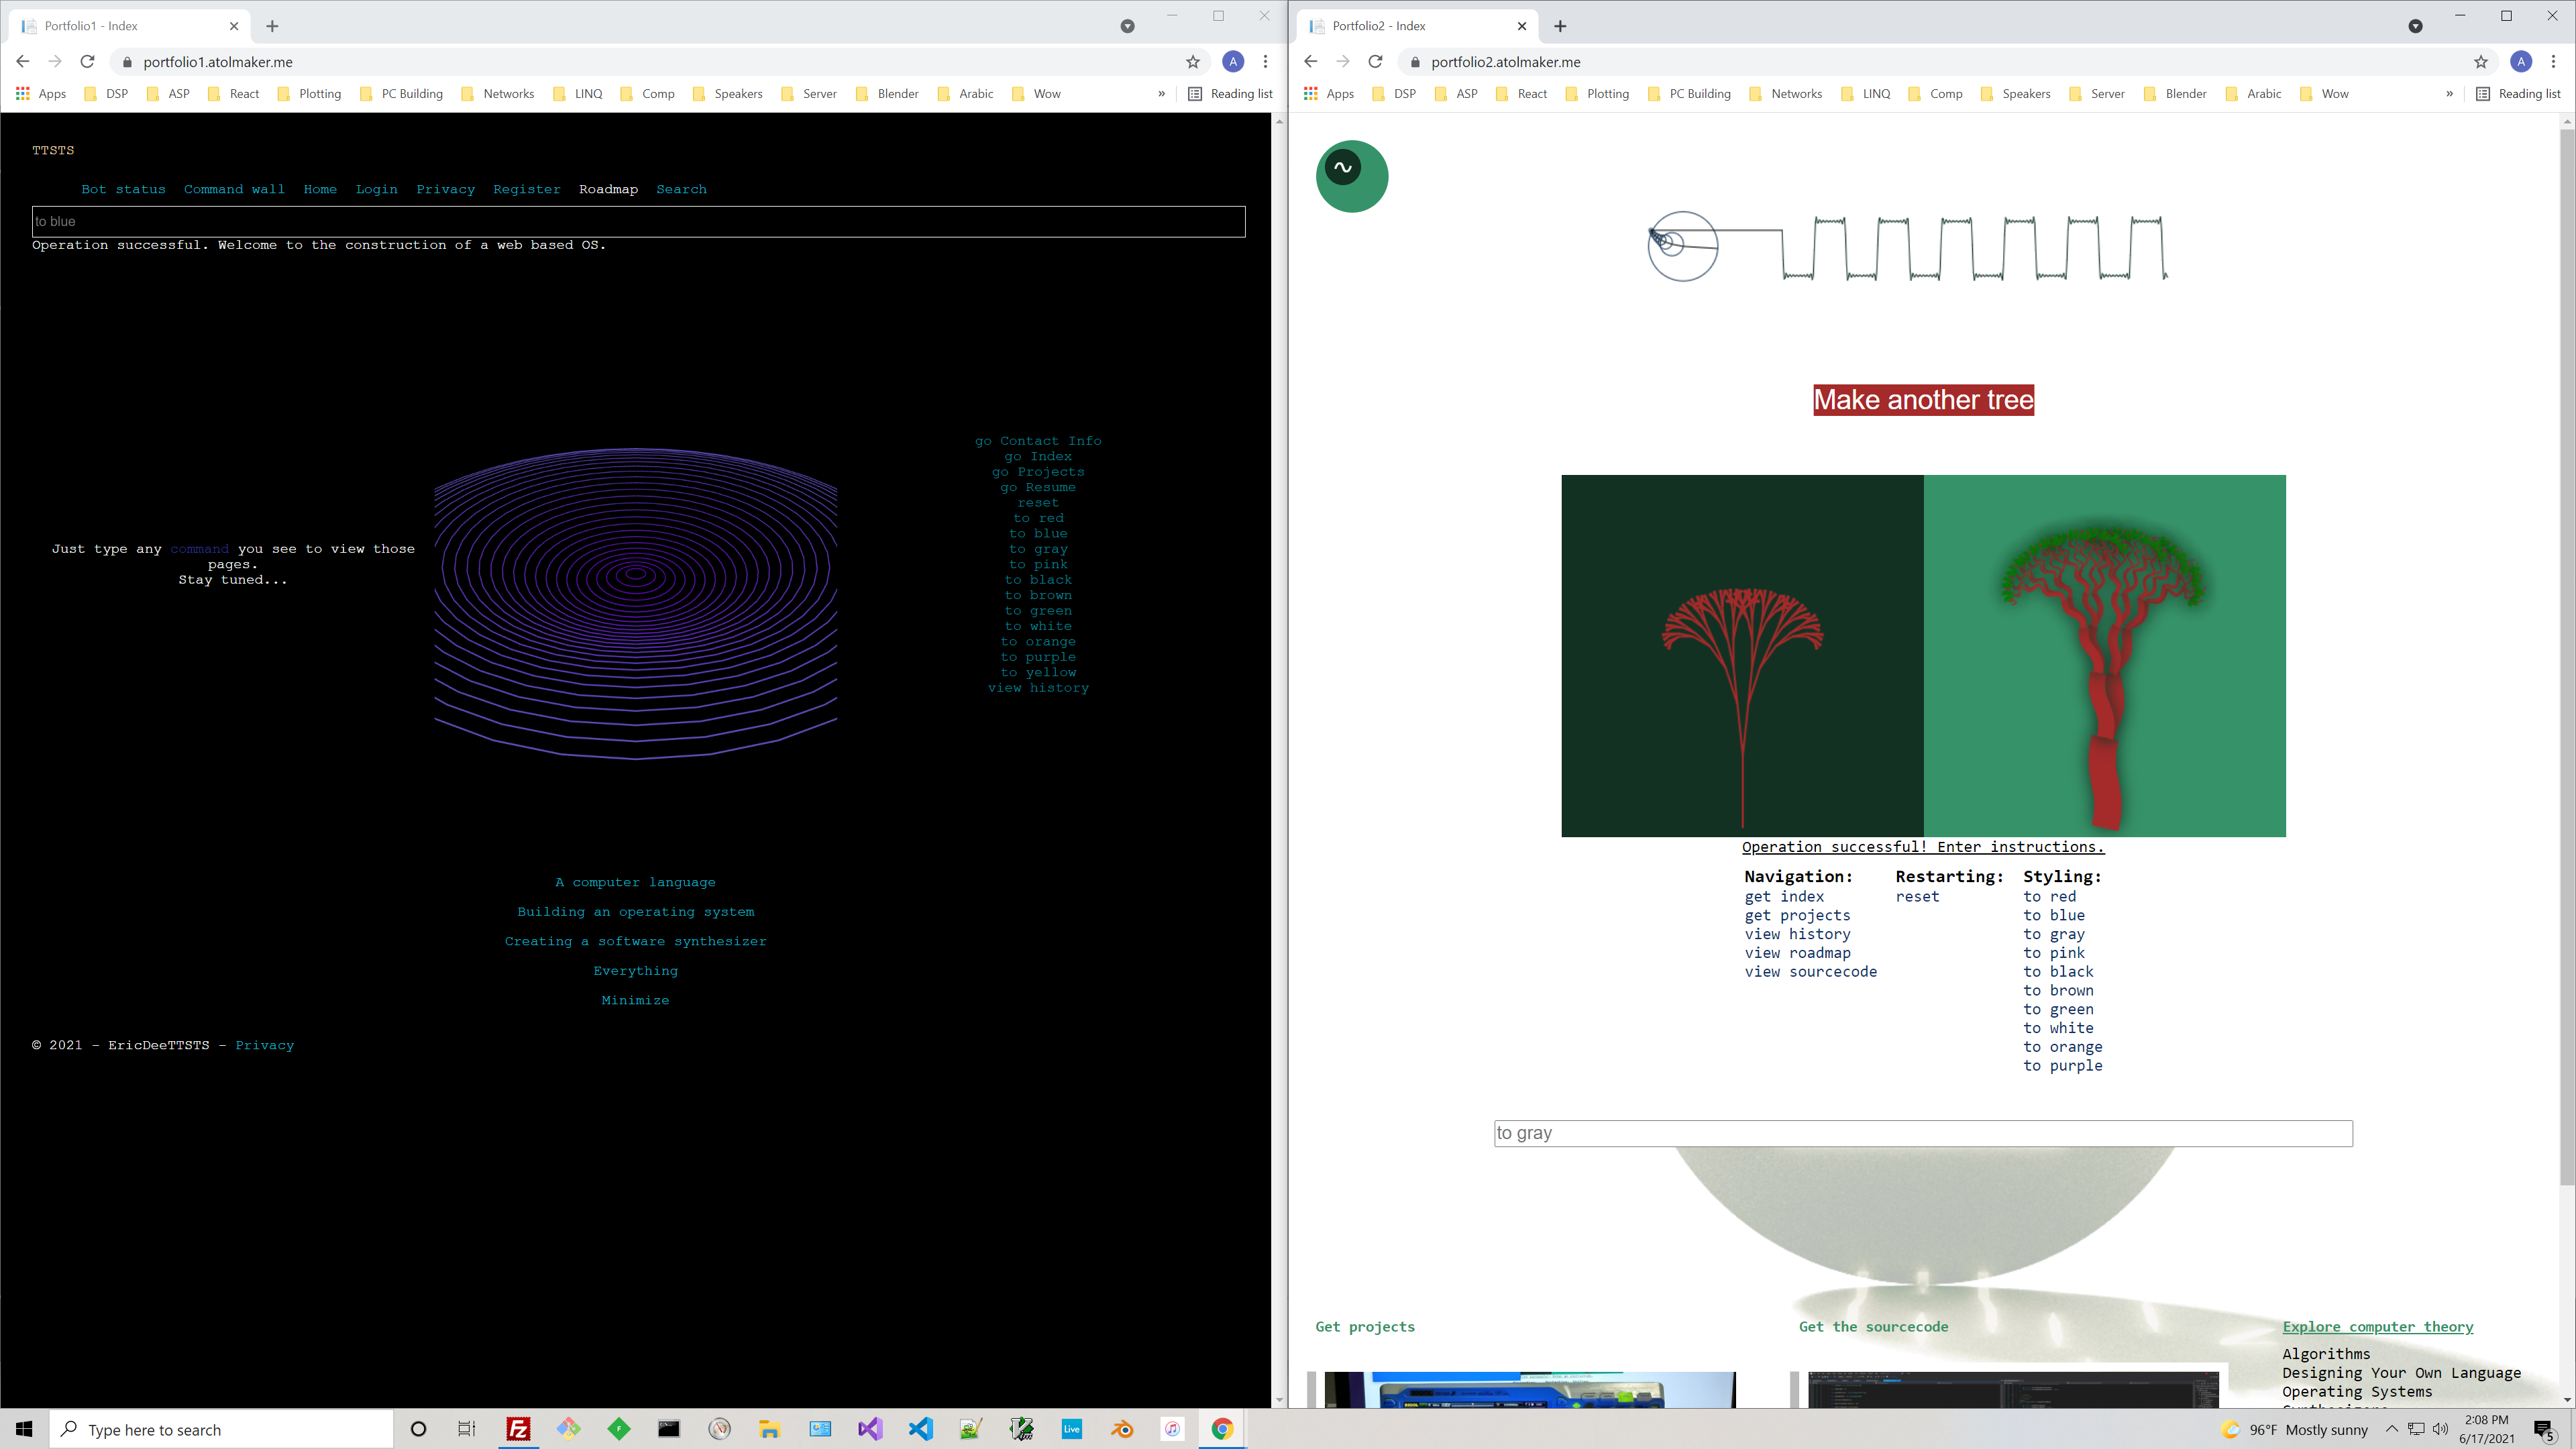 Portfolio1 - Index
portfolio1.atolmaker.me
A
Apps DSP ASP React Plotting PC Building Networks LINQ Comp Speakers Server Blender Arabic Wow » Reading list
TTSTS
Bot status Command wall Home Login Privacy Register Roadmap Search
to blue
Operation successful. Welcome to the construction of a web based OS.
Just type any command you see to view those
pages.
Stay tuned...
go Contact Info
go Index
go Projects
go Resume
reset
to red
to blue
to gray
to pink
to black
to brown
to green
to white
to orange
to purple
to yellow
view history
A computer language
Building an operating system
Creating a software synthesizer
Everything
Minimize
© 2021 - EricDeeTTSTS - Privacy
Portfolio2 - Index
portfolio2.atolmaker.me
A
Apps DSP ASP React Plotting PC Building Networks LINQ Comp Speakers Server Blender Arabic Wow » Reading list
Make another tree
Operation successful! Enter instructions.
Navigation:
get index
get projects
view history
view roadmap
view sourcecode
Restarting:
reset
Styling:
to red
to blue
to gray
to pink
to black
to brown
to green
to white
to orange
to purple
to gray
Get projects
Get the sourcecode
Explore computer theory
Algorithms
Designing Your Own Language
Operating Systems
Type here to search
Fz
Live
96°F Mostly sunny
2:08 PM
6/17/2021
5